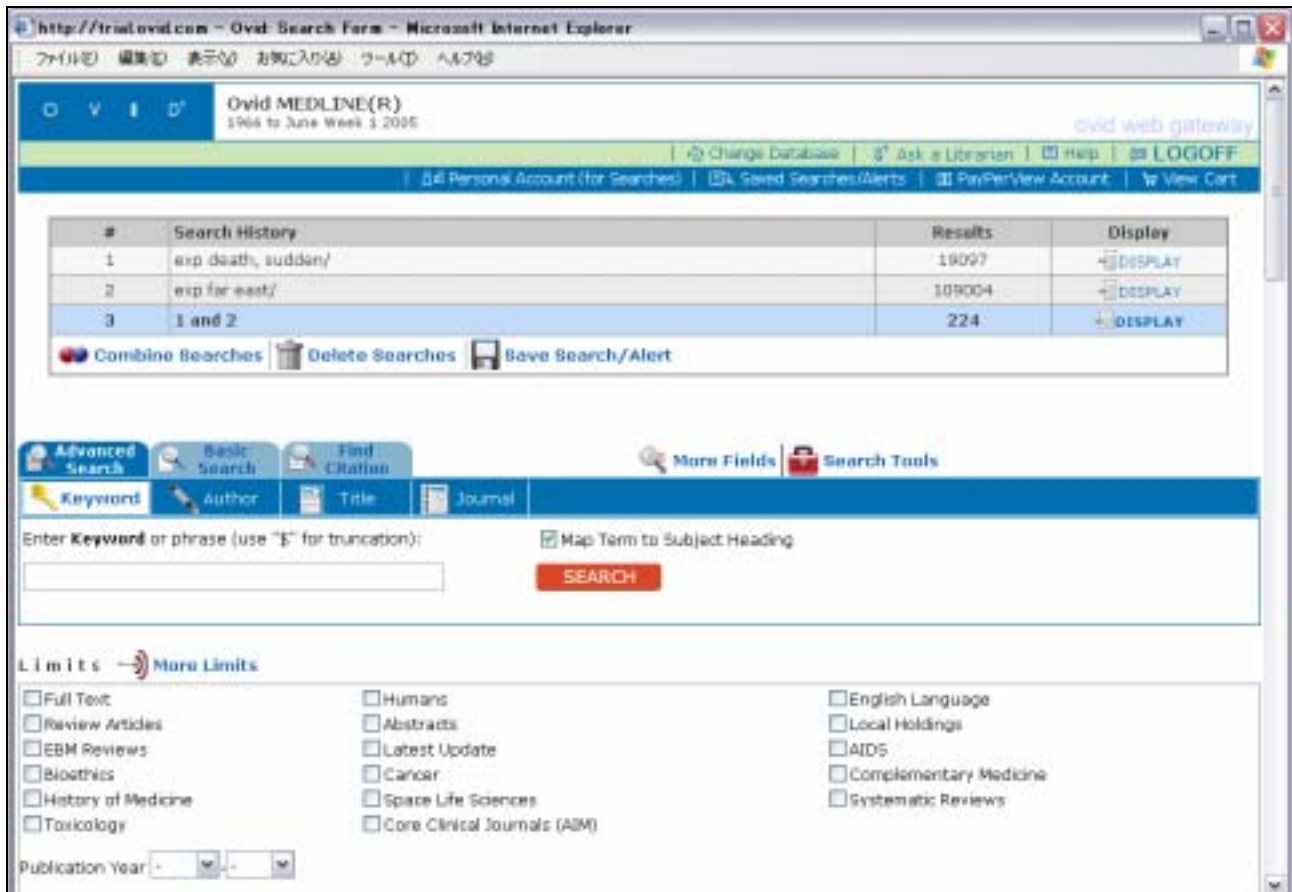 http://trial.ovid.com - Ovid: Search Form - Microsoft Internet Explorer
ファイル(F) 編集(E) 表示(V) お気に入り(A) ツール(T) ヘルプ(H)
O V I D Ovid MEDLINE(R)
1966 to June Week 1 2005
ovid web gateway
| Change Database | Ask a Librarian | Help | LOGOFF
| Personal Account (for Searches) | Saved Searches/Alerts | PayPerView Account | View Cart
# Search History Results Display
1 exp death, sudden/ 19097 DISPLAY
2 exp far east/ 109004 DISPLAY
3 1 and 2 224 DISPLAY
Combine Searches Delete Searches Save Search/Alert
Advanced Search Basic Search Find Citation More Fields Search Tools
Keyword Author Title Journal
Enter Keyword or phrase (use "$" for truncation): Map Term to Subject Heading
SEARCH
Limits More Limits
Full Text Humans English Language
Review Articles Abstracts Local Holdings
EBM Reviews Latest Update AIDS
Bioethics Cancer Complementary Medicine
History of Medicine Space Life Sciences Systematic Reviews
Toxicology Core Clinical Journals (AIM)
Publication Year - - -